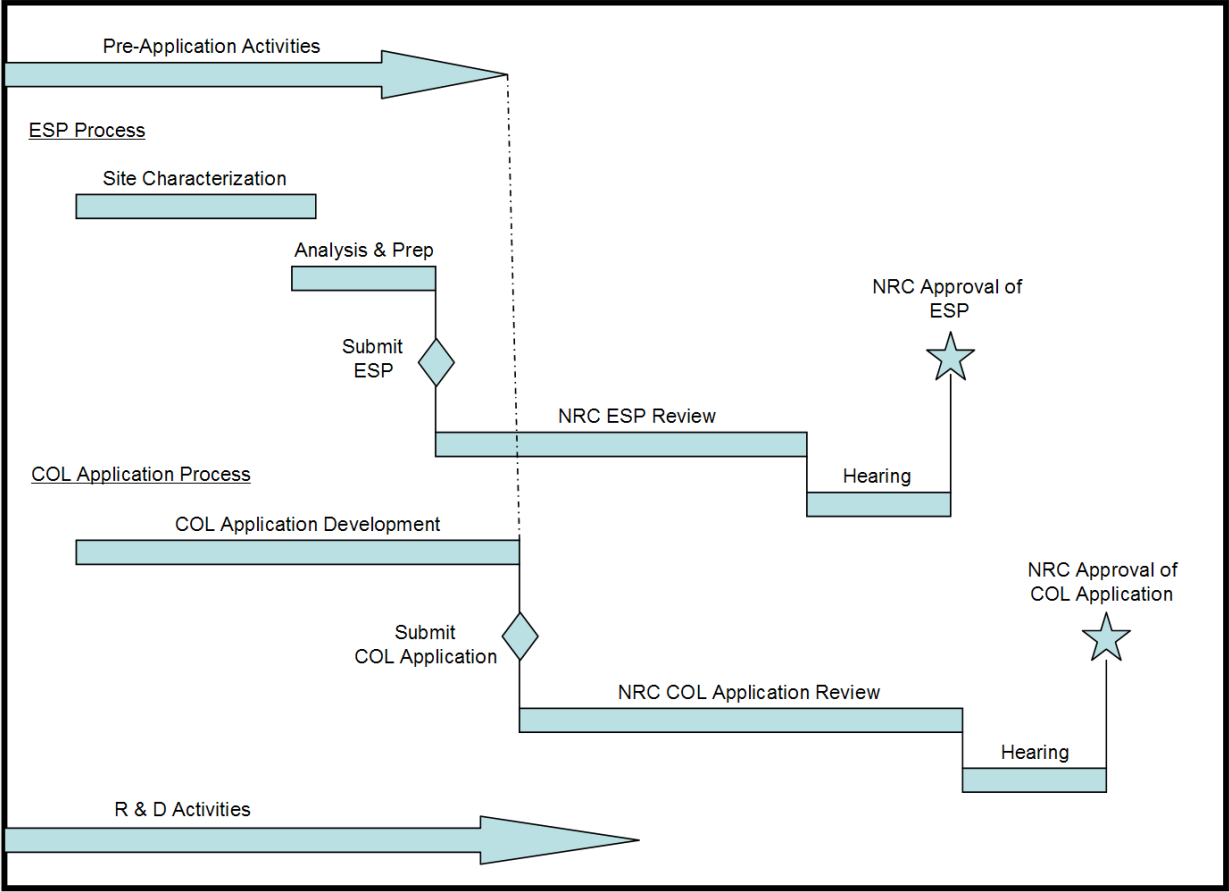 Pre-Application Activities
ESP Process
Site Characterization
Analysis & Prep
NRC Approval of
ESP
Submit
ESP
NRC ESP Review
Hearing
COL Application Process
COL Application Development
NRC Approval of
COL Application
Submit
COL Application
NRC COL Application Review
Hearing
R & D Activities